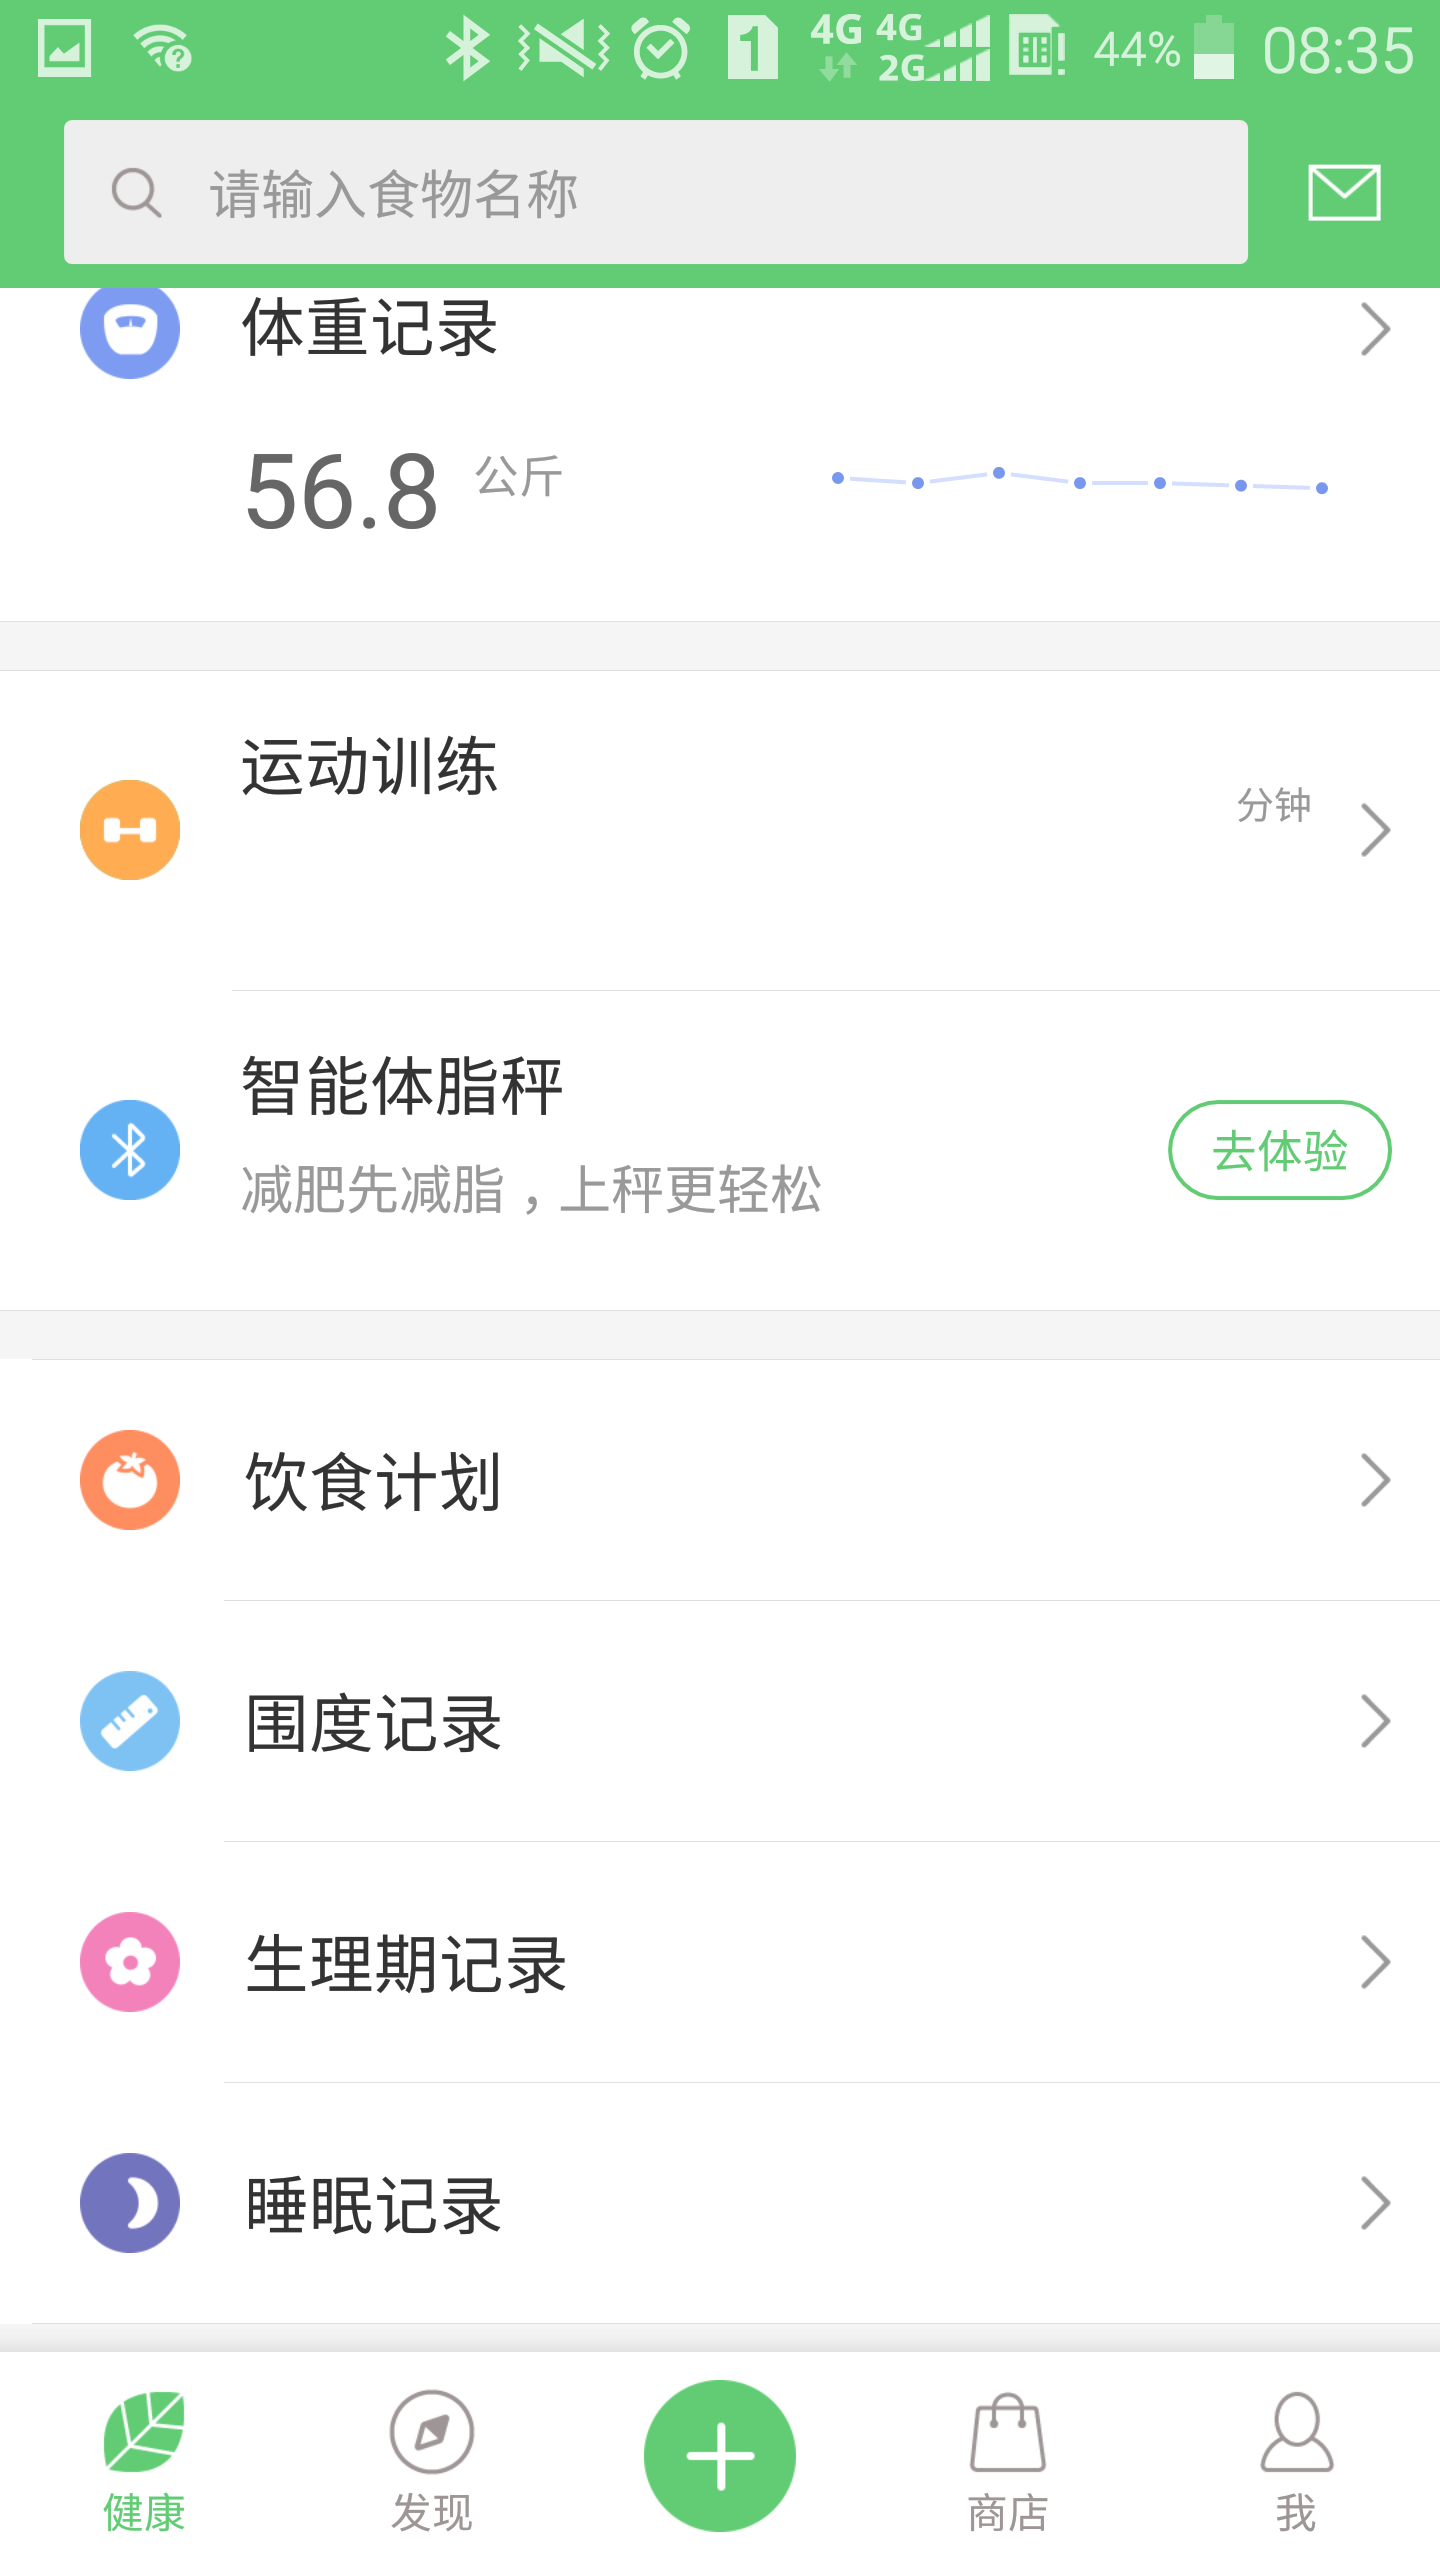 1 4G 4G 2G 44% 08:35
请输入食物名称
体重记录
56.8 公斤
运动训练
分钟
智能体脂秤
减肥先减脂，上秤更轻松
去体验
饮食计划
围度记录
生理期记录
睡眠记录
健康 发现 商店 我